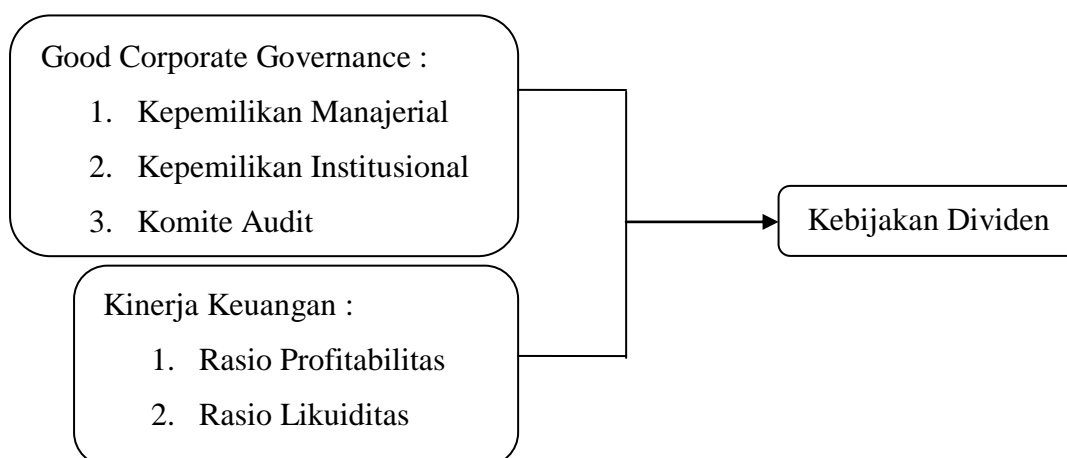 Good Corporate Governance :
1. Kepemilikan Manajerial
2. Kepemilikan Institusional
3. Komite Audit
Kebijakan Dividen
Kinerja Keuangan :
1. Rasio Profitabilitas
2. Rasio Likuiditas